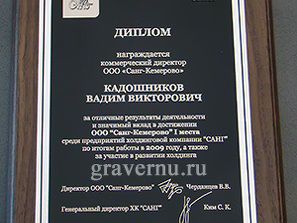 ДИПЛОМ
награждается
коммерческий директор
ООО «Санг-Кемерово»
КАДОШНИКОВ
ВАДИМ ВИКТОРОВИЧ
за отличные результаты деятельности
и значимый вклад в достижении
ООО "Санг-Кемерово" I места
среди предприятий холдинговой компании "САНГ"
по итогам работы в 2009 году, а также
за участие в развитии холдинга
gravernu.ru
Директор ООО "Санг-Кемерово" Черданцев В.В.
Генеральный директор ХК "САНГ" Ким С. К.